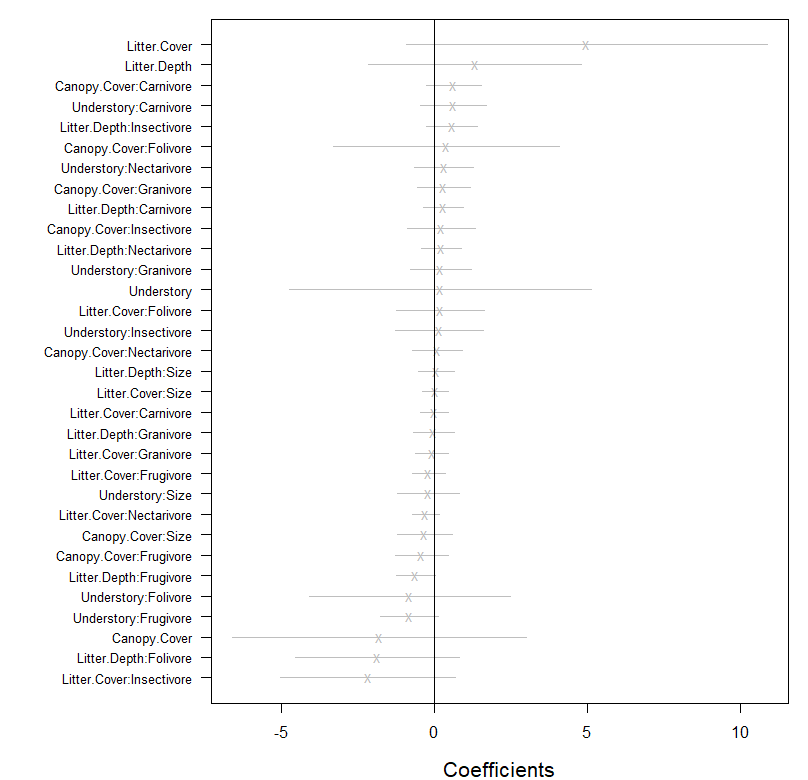 Litter.Cover
Litter.Depth
Canopy.Cover:Carnivore
Understory:Carnivore
Litter.Depth:Insectivore
Canopy.Cover:Folivore
Understory:Nectarivore
Canopy.Cover:Granivore
Litter.Depth:Carnivore
Canopy.Cover:Insectivore
Litter.Depth:Nectarivore
Understory:Granivore
Understory
Litter.Cover:Folivore
Understory:Insectivore
Canopy.Cover:Nectarivore
Litter.Depth:Size
Litter.Cover:Size
Litter.Cover:Carnivore
Litter.Depth:Granivore
Litter.Cover:Granivore
Litter.Cover:Frugivore
Understory:Size
Litter.Cover:Nectarivore
Canopy.Cover:Size
Canopy.Cover:Frugivore
Litter.Depth:Frugivore
Understory:Folivore
Understory:Frugivore
Canopy.Cover
Litter.Depth:Folivore
Litter.Cover:Insectivore
-5 0 5 10
Coefficients